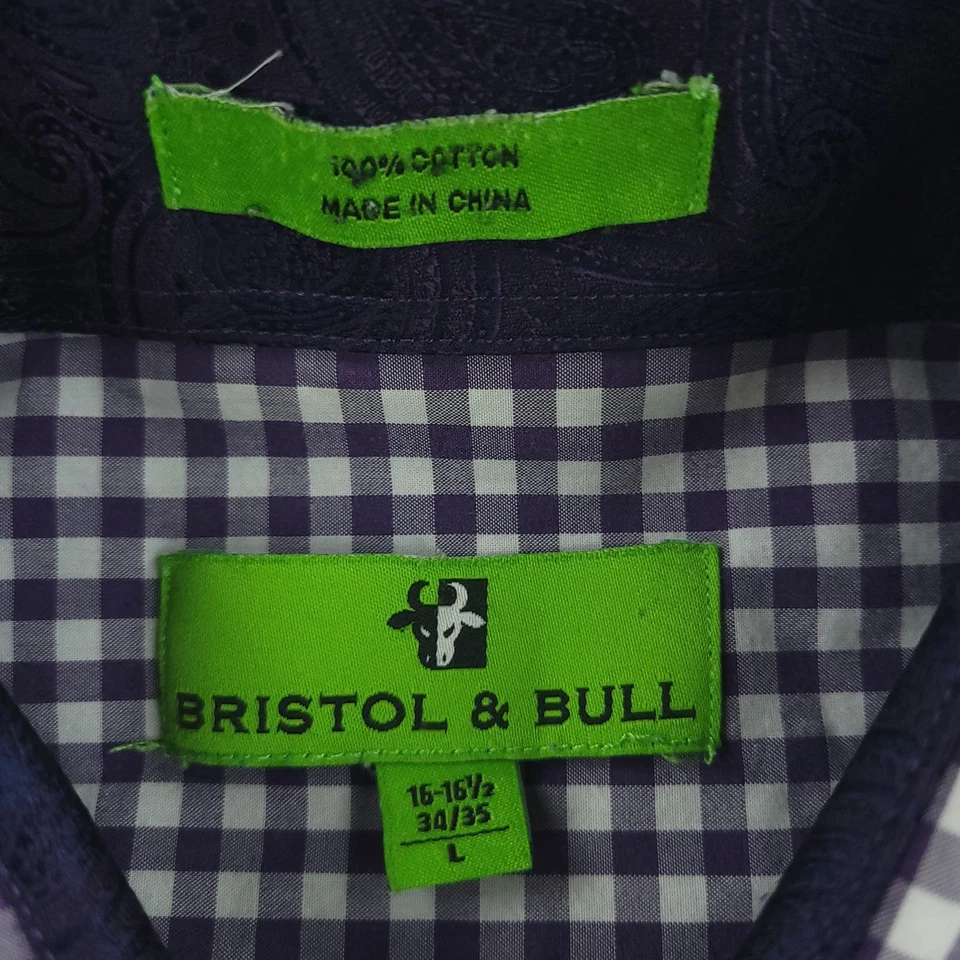 100% COTTON
MADE IN CHINA
BRISTOL & BULL
16-16½
34/35
L